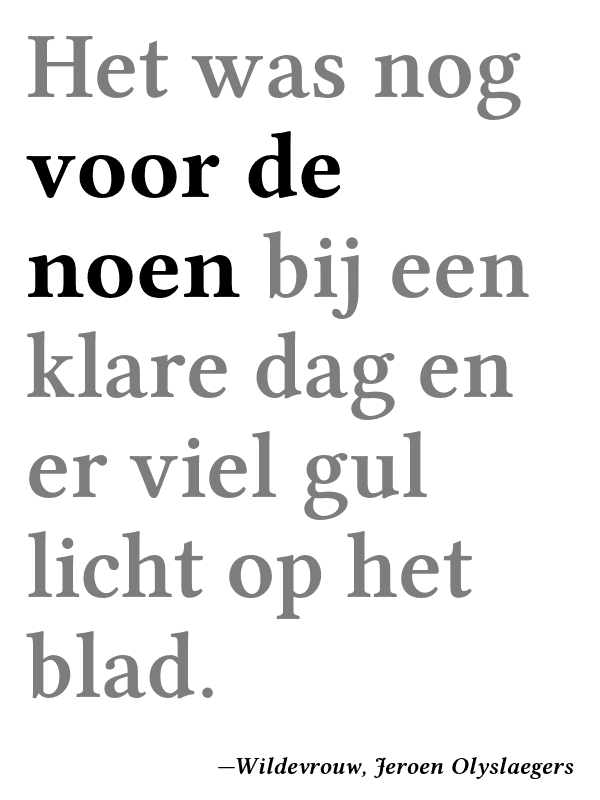 Het was nog
voor de
noen bij een
klare dag en
er viel gul
licht op het
blad.
—Wildevrouw, Jeroen Olyslaegers